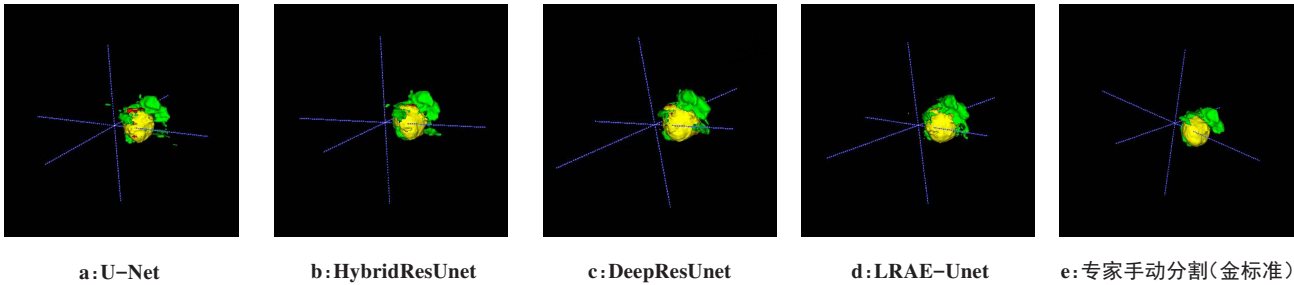 a:U-Net
b:HybridResUnet
c:DeepResUnet
d:LRAE-Unet
e:专家手动分割(金标准)